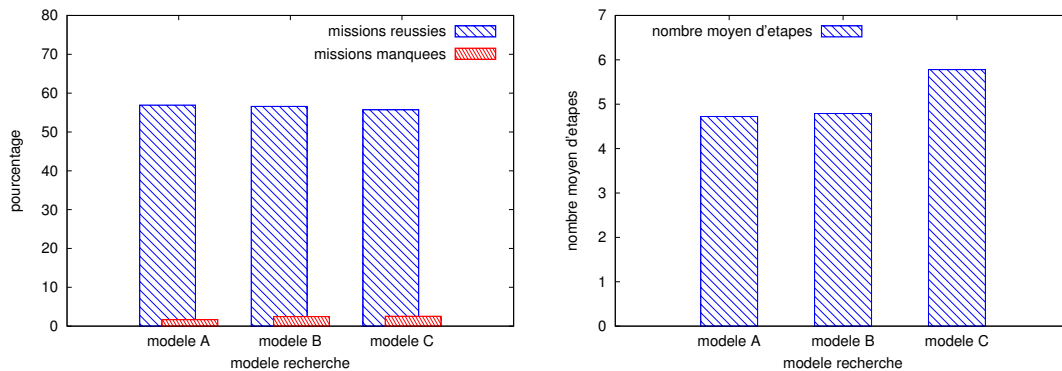 80
70
60
50
40
30
20
10
0
pourcentage
missions reussies
missions manquees
modele A
modele B
modele C
modele recherche
7
6
5
4
3
2
1
0
nombre moyen d'etapes
nombre moyen d'etapes
modele A
modele B
modele C
modele recherche